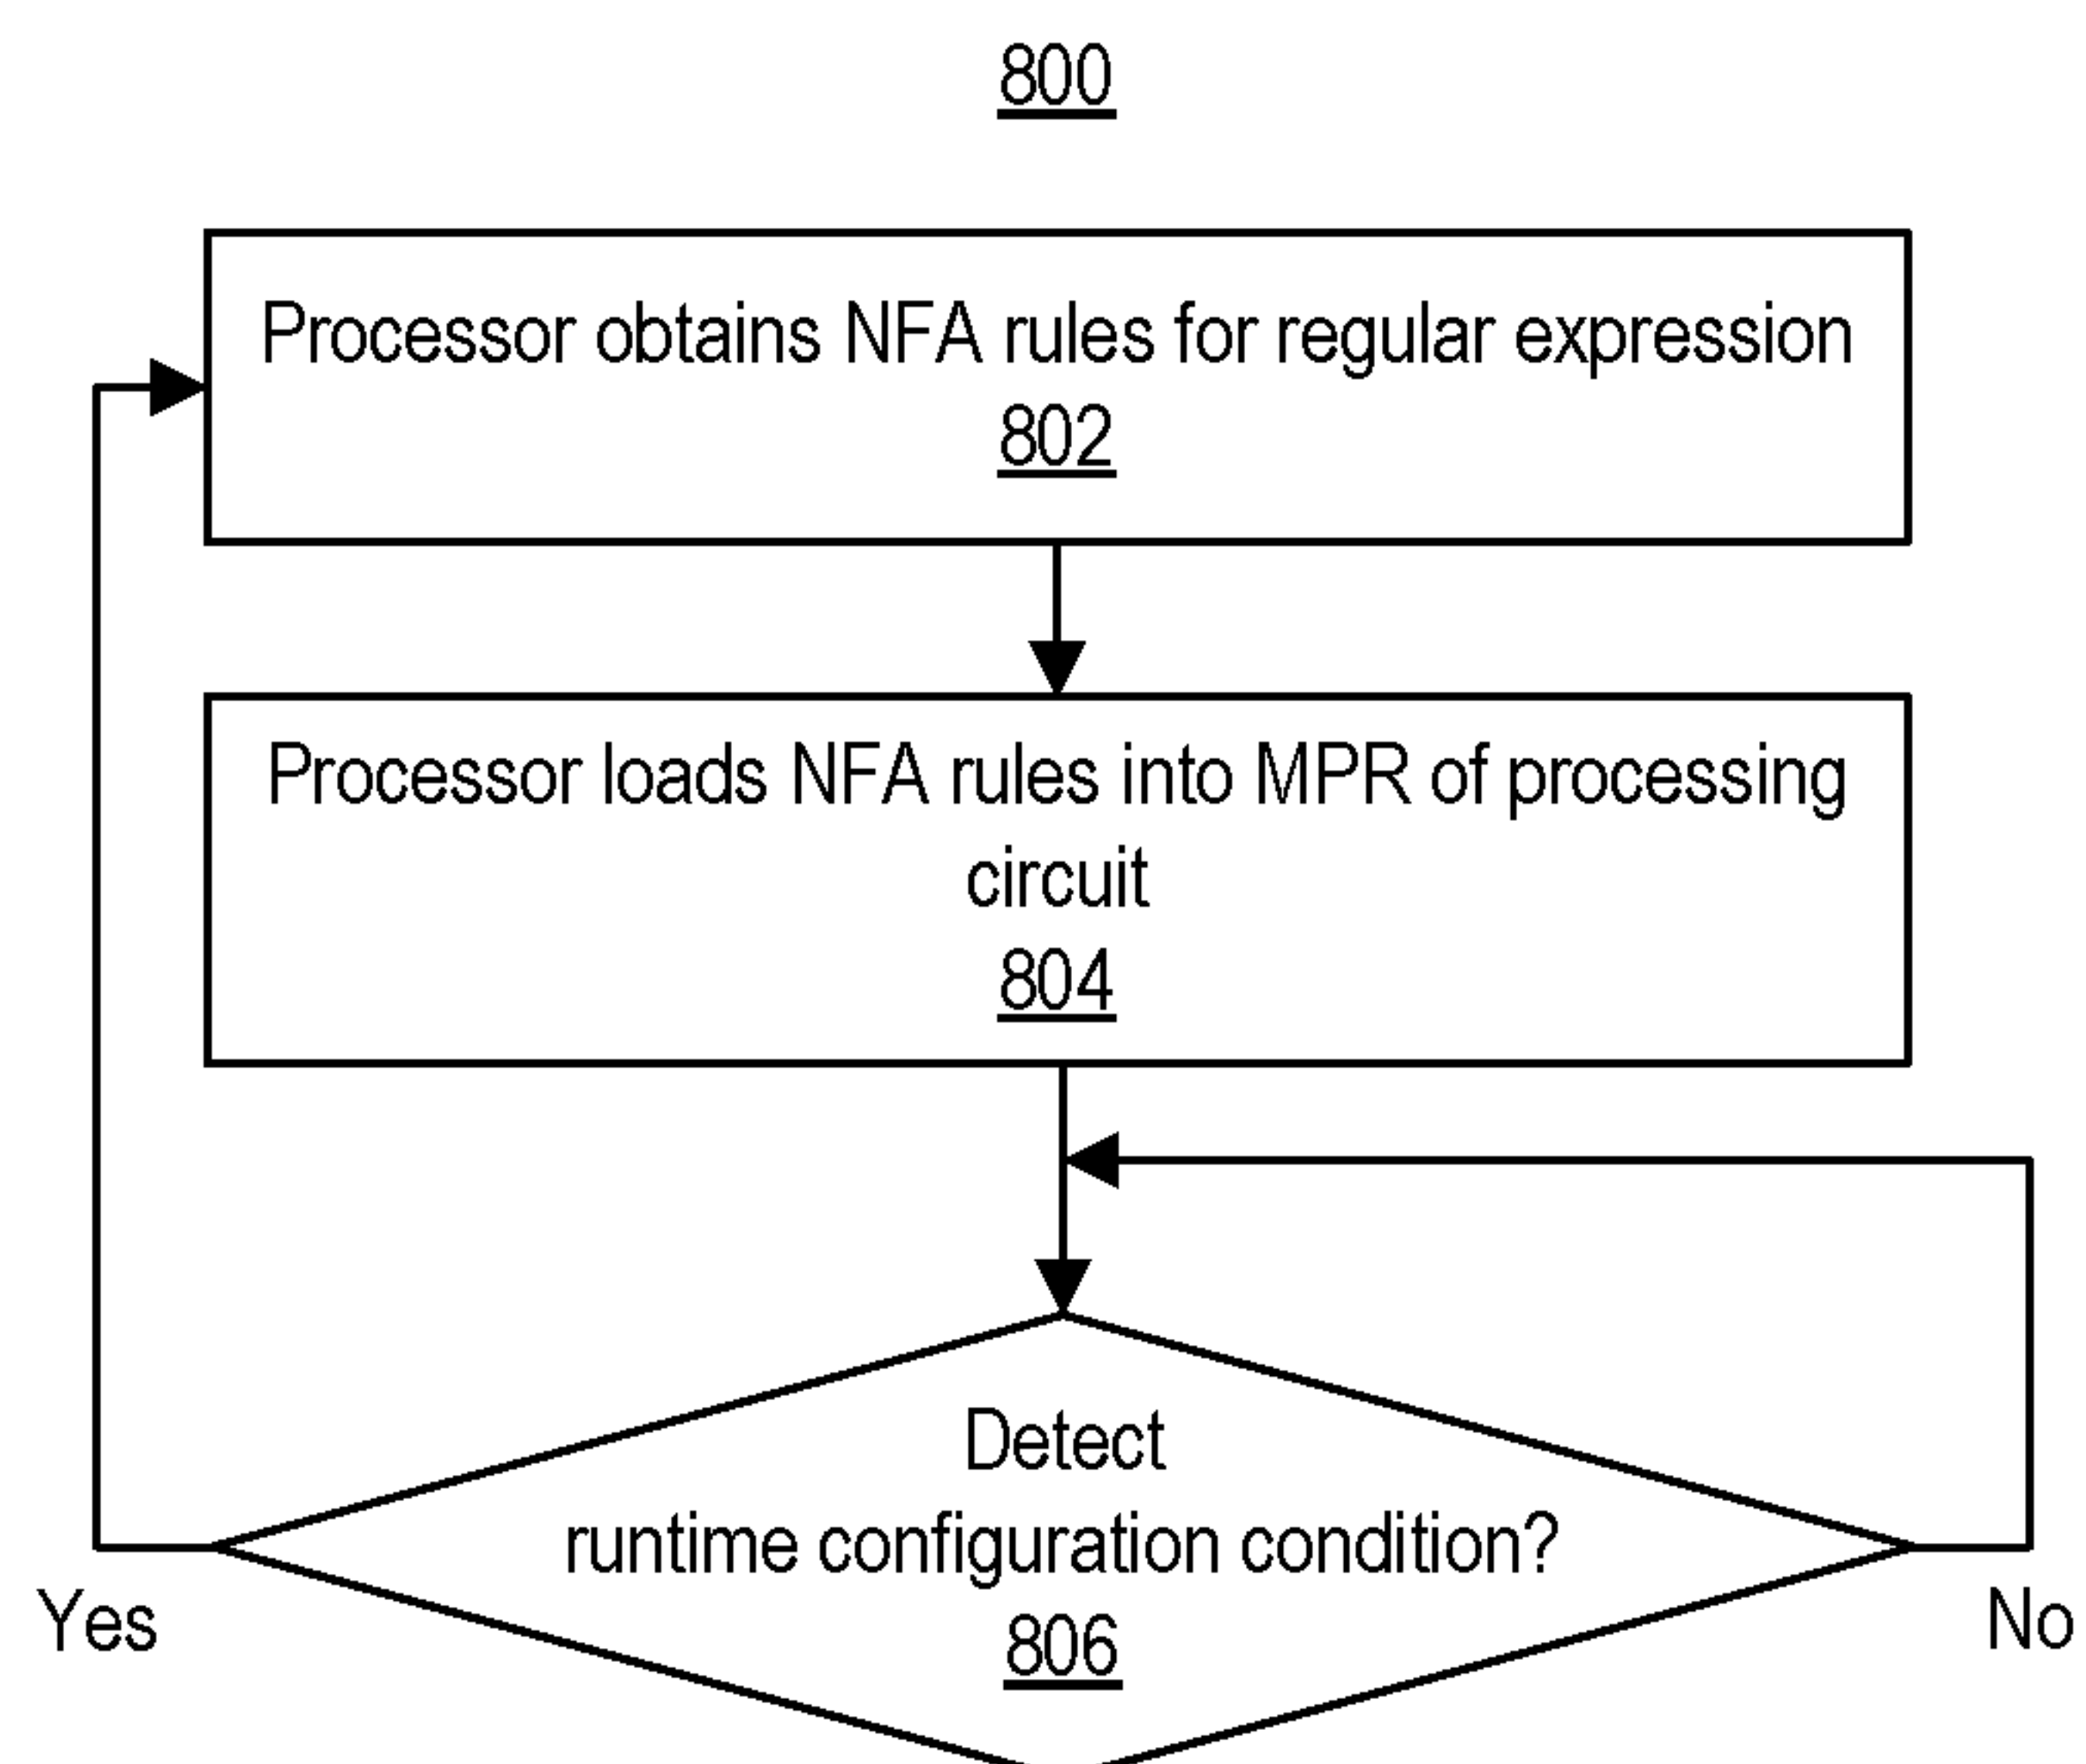 800
Processor obtains NFA rules for regular expression
802
Processor loads NFA rules into MPR of processing
circuit
804
Detect
runtime configuration condition?
806
Yes
No